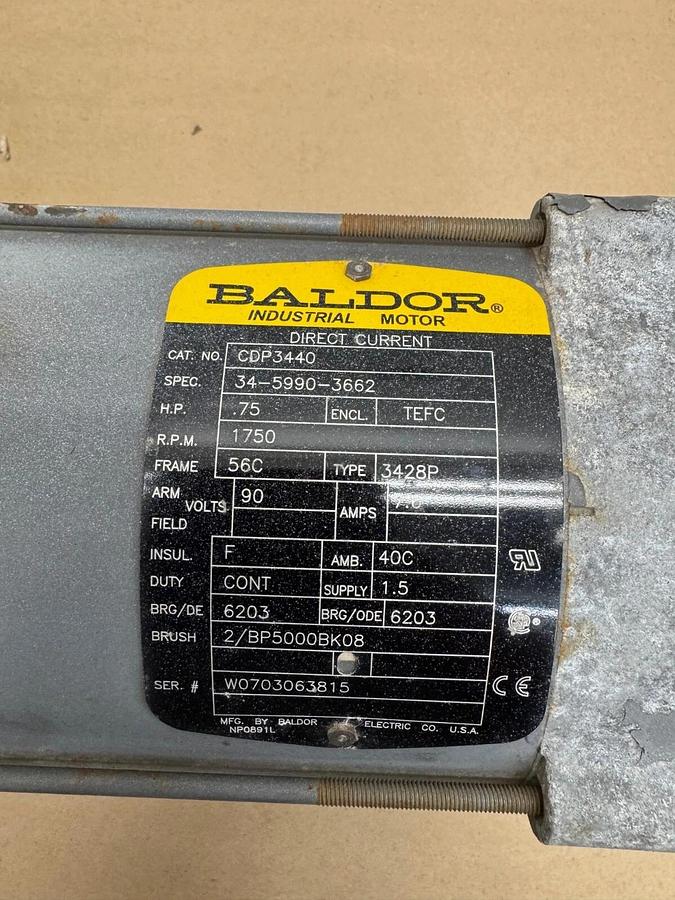 BALDOR®
INDUSTRIAL MOTOR
DIRECT CURRENT
CAT. NO. CDP3440
SPEC. 34-5990-3662
H.P. .75 ENCL. TEFC
R.P.M. 1750
FRAME 56C TYPE 3428P
ARM VOLTS 90 AMPS
FIELD
INSUL. F AMB. 40C
DUTY CONT SUPPLY 1.5
BRG/DE 6203 BRG/ODE 6203
BRUSH 2/BP5000BK08
SER. # W0703063815
CE
MFG. BY BALDOR ELECTRIC CO. U.S.A.
NP0891L